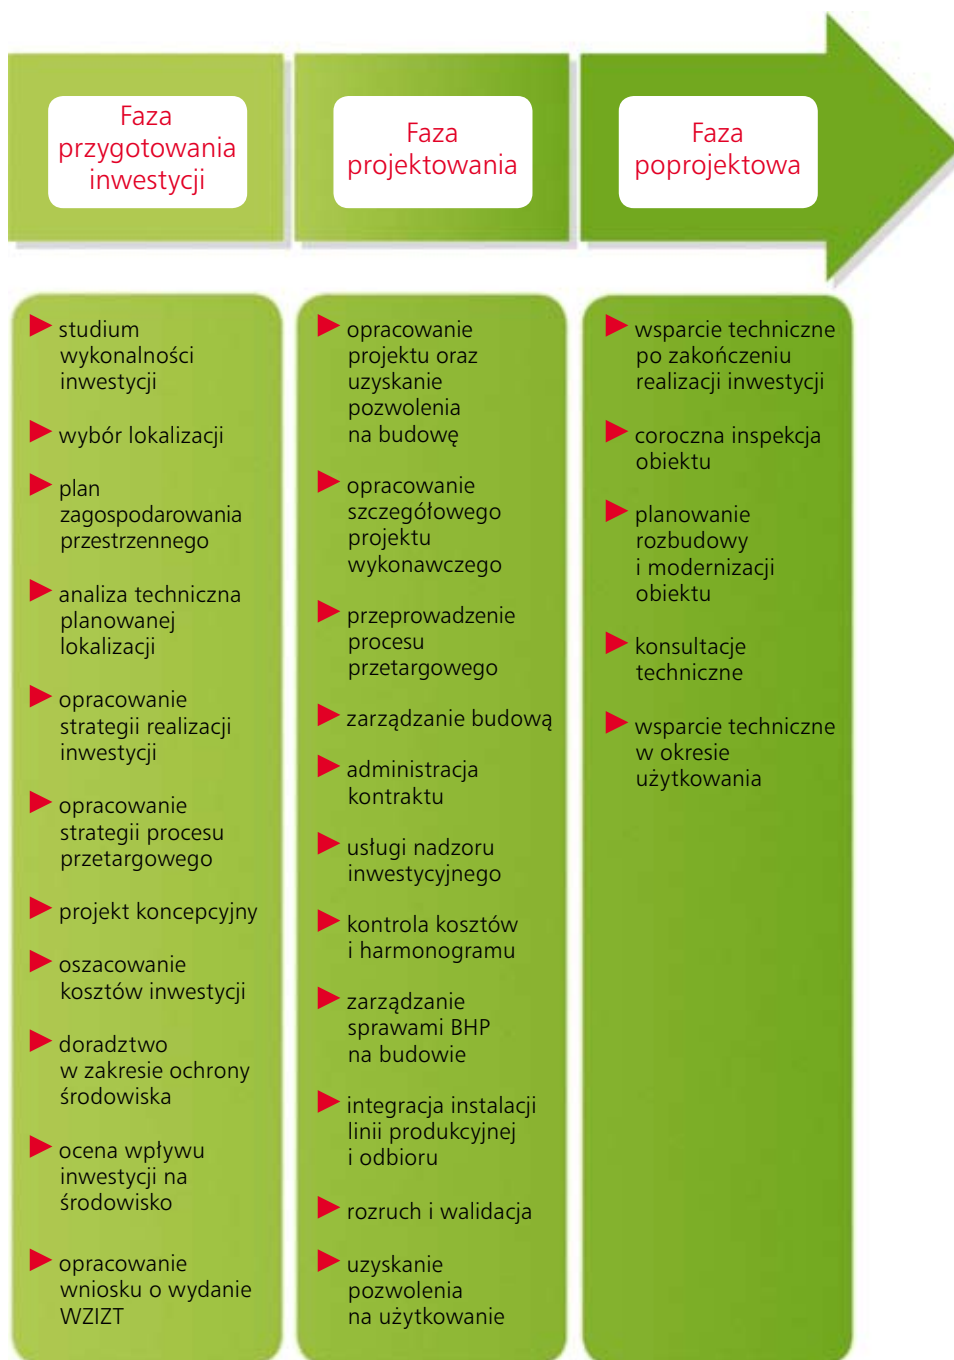 Faza
przygotowania
inwestycji
Faza
projektowania
Faza
poprojektowa
studium
wykonalności
inwestycji
wybór lokalizacji
plan
zagospodarowania
przestrzennego
analiza techniczna
planowanej
lokalizacji
opracowanie
strategii realizacji
inwestycji
opracowanie
strategii procesu
przetargowego
projekt koncepcyjny
oszacowanie
kosztów inwestycji
doradztwo
w zakresie ochrony
środowiska
ocena wpływu
inwestycji na
środowisko
opracowanie
wniosku o wydanie
WZIZT
opracowanie
projektu oraz
uzyskanie
pozwolenia
na budowę
opracowanie
szczegółowego
projektu
wykonawczego
przeprowadzenie
procesu
przetargowego
zarządzanie budową
administracja
kontraktu
usługi nadzoru
inwestycyjnego
kontrola kosztów
i harmonogramu
zarządzanie
sprawami BHP
na budowie
integracja instalacji
linii produkcyjnej
i odbioru
rozruch i walidacja
uzyskanie
pozwolenia
na użytkowanie
wsparcie techniczne
po zakończeniu
realizacji inwestycji
coroczna inspekcja
obiektu
planowanie
rozbudowy
i modernizacji
obiektu
konsultacje
techniczne
wsparcie techniczne
w okresie
użytkowania